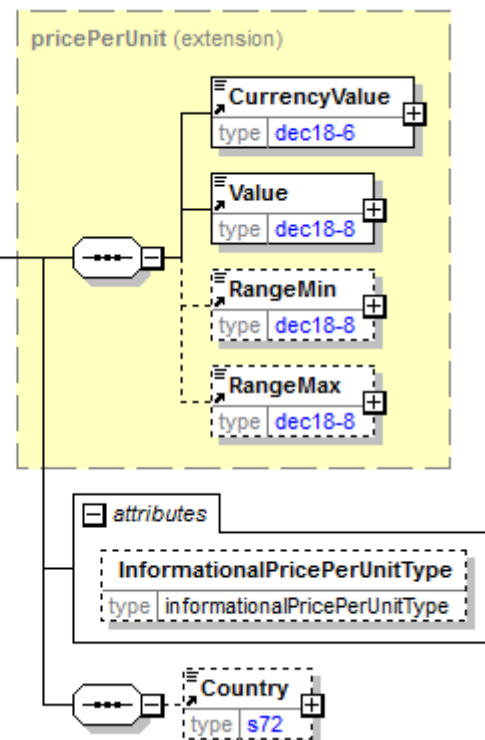 pricePerUnit (extension)
CurrencyValue
type dec18-6
Value
type dec18-8
RangeMin
type dec18-8
RangeMax
type dec18-8
attributes
InformationalPricePerUnitType
type informationalPricePerUnitType
Country
type s72